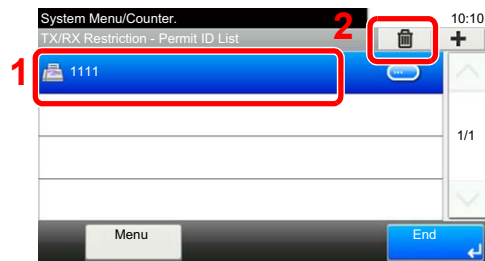 System Menu/Counter.
2
10:10
TX/RX Restriction - Permit ID List
+
1
1111
1/1
Menu
End